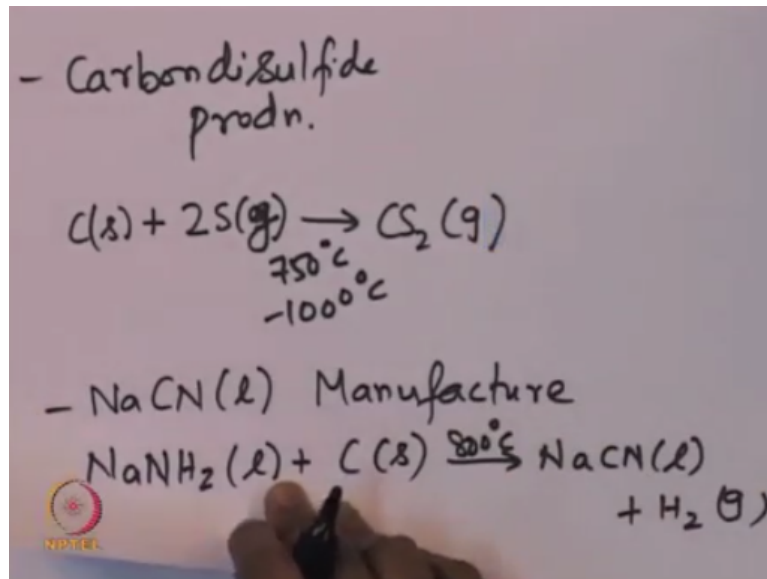 - Carbondisulfide
prodn.
C(s) + 2S(g) → CS₂ (g)
750°C
-1000°C
- NaCN(l) Manufacture
NaNH₂(l) + C(s) 800°C → NaCN(l)
+ H₂(g)
NPTEL